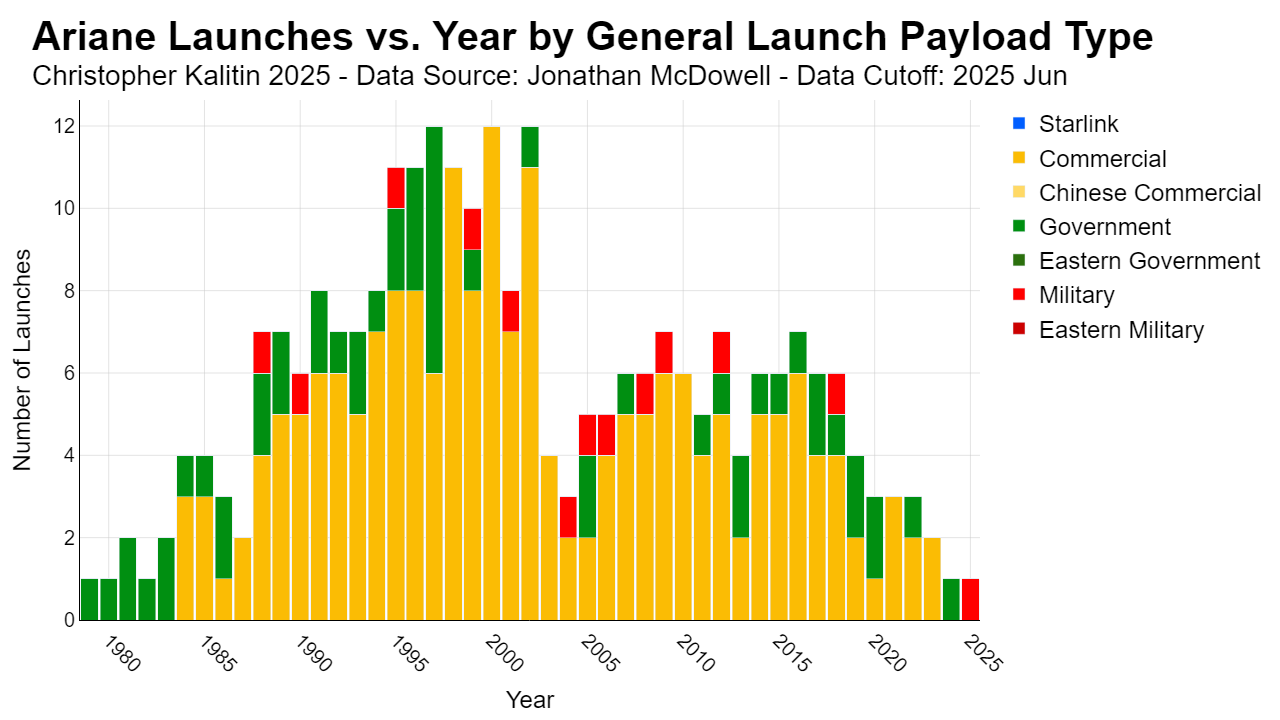 Ariane Launches vs. Year by General Launch Payload Type
Christopher Kalitin 2025 - Data Source: Jonathan McDowell - Data Cutoff: 2025 Jun
Number of Launches
12
10
8
6
4
2
0
1980
1985
1990
1995
2000
2005
2010
2015
2020
2025
Year
Starlink
Commercial
Chinese Commercial
Government
Eastern Government
Military
Eastern Military